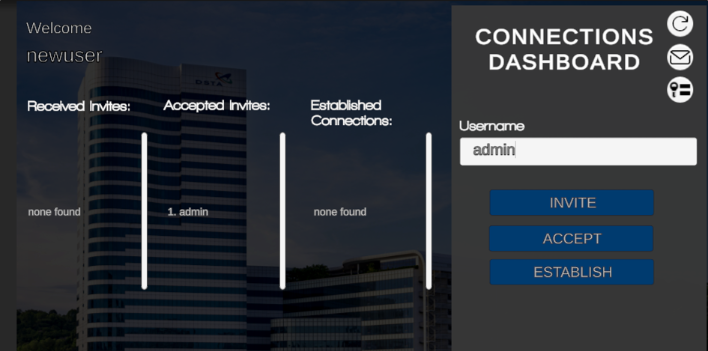 Welcome
newuser
DSTA
Received Invites:
Accepted Invites:
Established
Connections:
none found
1. admin
none found
CONNECTIONS
DASHBOARD
Username
admin
INVITE
ACCEPT
ESTABLISH